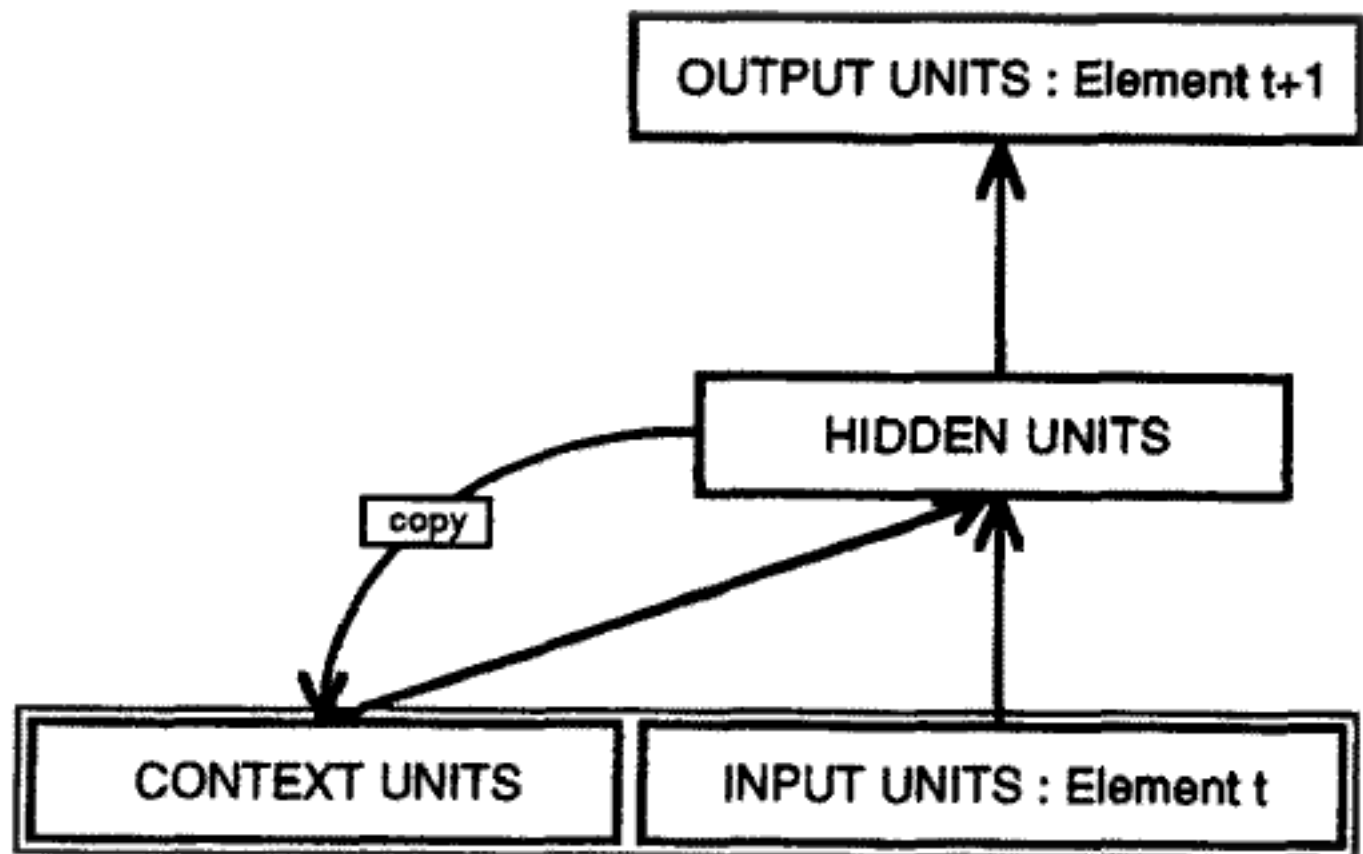 OUTPUT UNITS : Element t+1
HIDDEN UNITS
copy
CONTEXT UNITS
INPUT UNITS : Element t